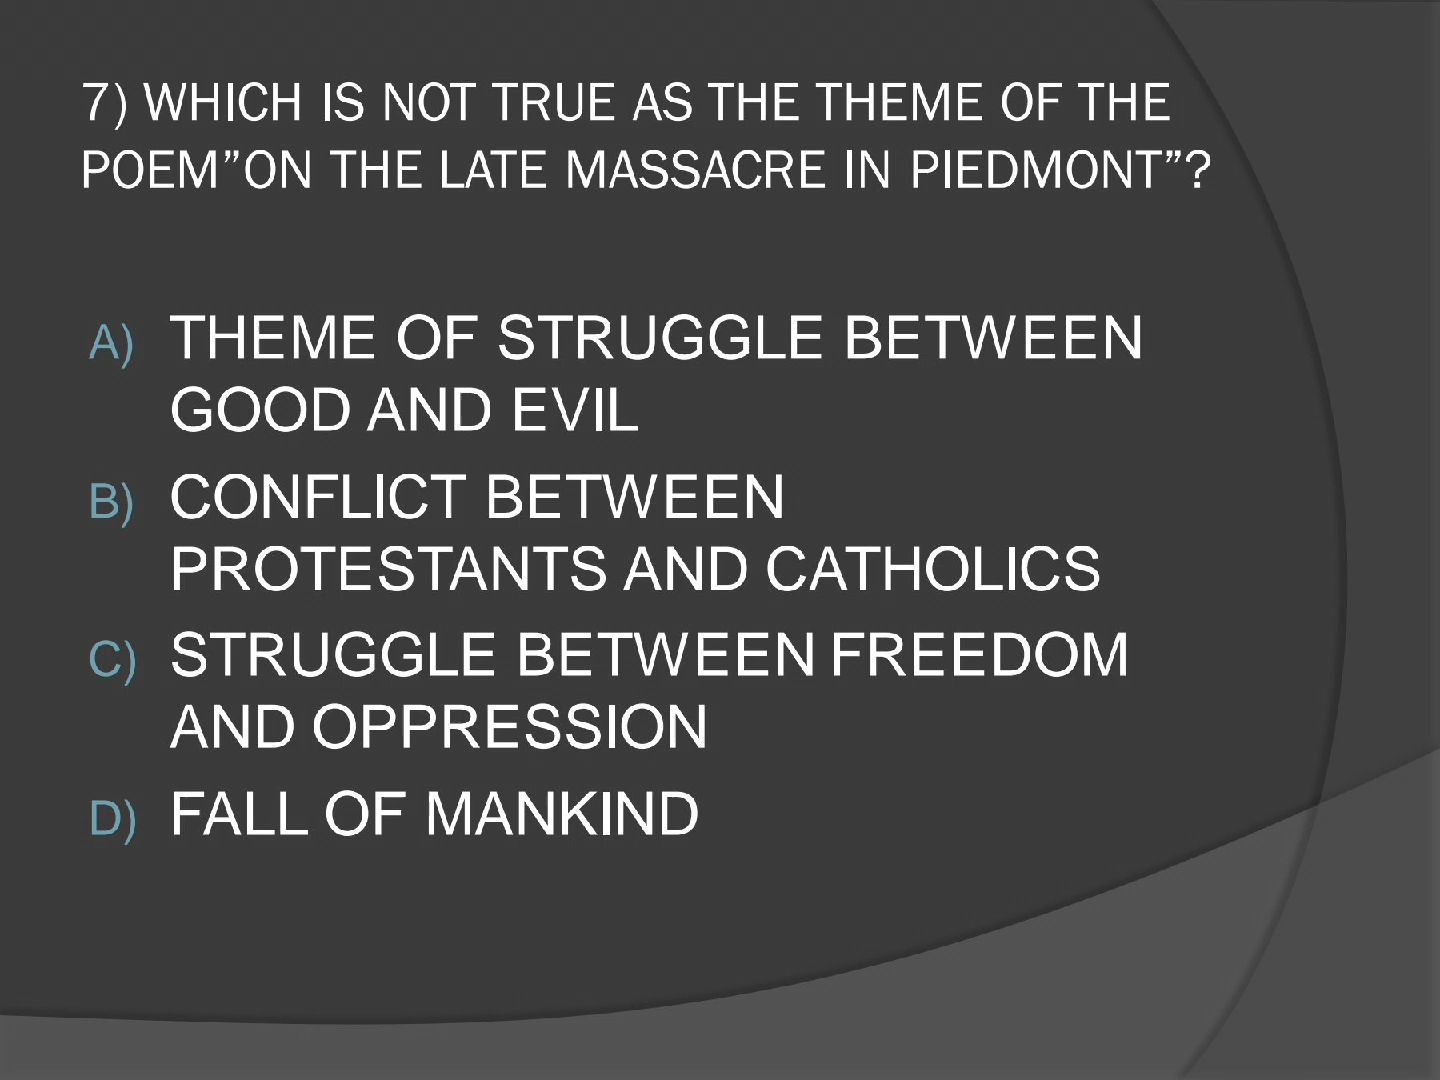 7) WHICH IS NOT TRUE AS THE THEME OF THE
POEM”ON THE LATE MASSACRE IN PIEDMONT”?
A) THEME OF STRUGGLE BETWEEN
GOOD AND EVIL
B) CONFLICT BETWEEN
PROTESTANTS AND CATHOLICS
C) STRUGGLE BETWEEN FREEDOM
AND OPPRESSION
D) FALL OF MANKIND